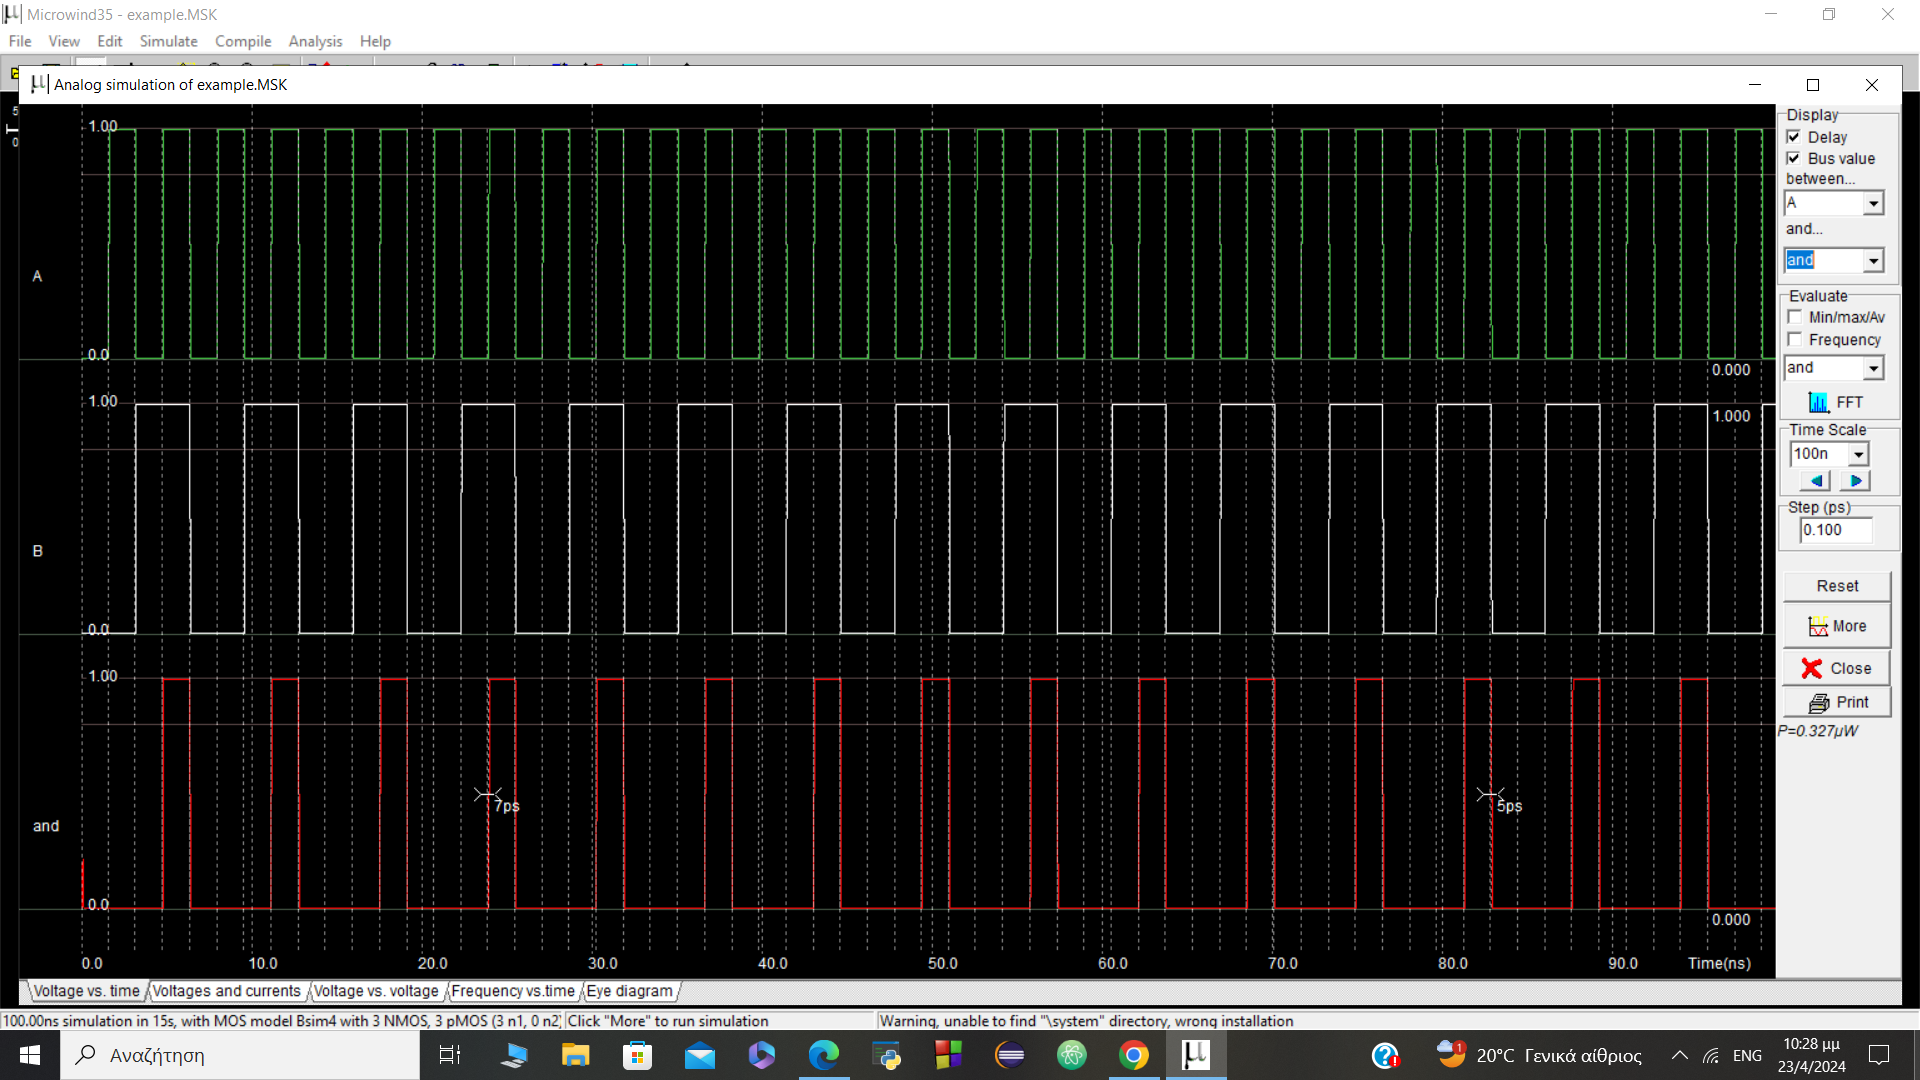 Microwind35 - example.MSK
File View Edit Simulate Compile Analysis Help
Analog simulation of example.MSK
5
0
1.00
A
0.0
0.000
1.00
1.000
B
0.0
1.00
7ps
5ps
and
0.0
0.000
0.0 10.0 20.0 30.0 40.0 50.0 60.0 70.0 80.0 90.0 Time(ns)
Display
Delay
Bus value
between...
A
and...
and
Evaluate
Min/max/Av
Frequency
and
FFT
Time Scale
100n
Step (ps)
0.100
Reset
More
Close
Print
P=0.327µW
Voltage vs. time Voltages and currents Voltage vs. voltage Frequency vs.time Eye diagram
100.00ns simulation in 15s, with MOS model Bsim4 with 3 NMOS, 3 pMOS (3 n1, 0 n2) Click "More" to run simulation Warning, unable to find "\system" directory, wrong installation
Αναζήτηση
1
20°C Γενικά αίθριος
ENG
10:28 μμ
23/4/2024